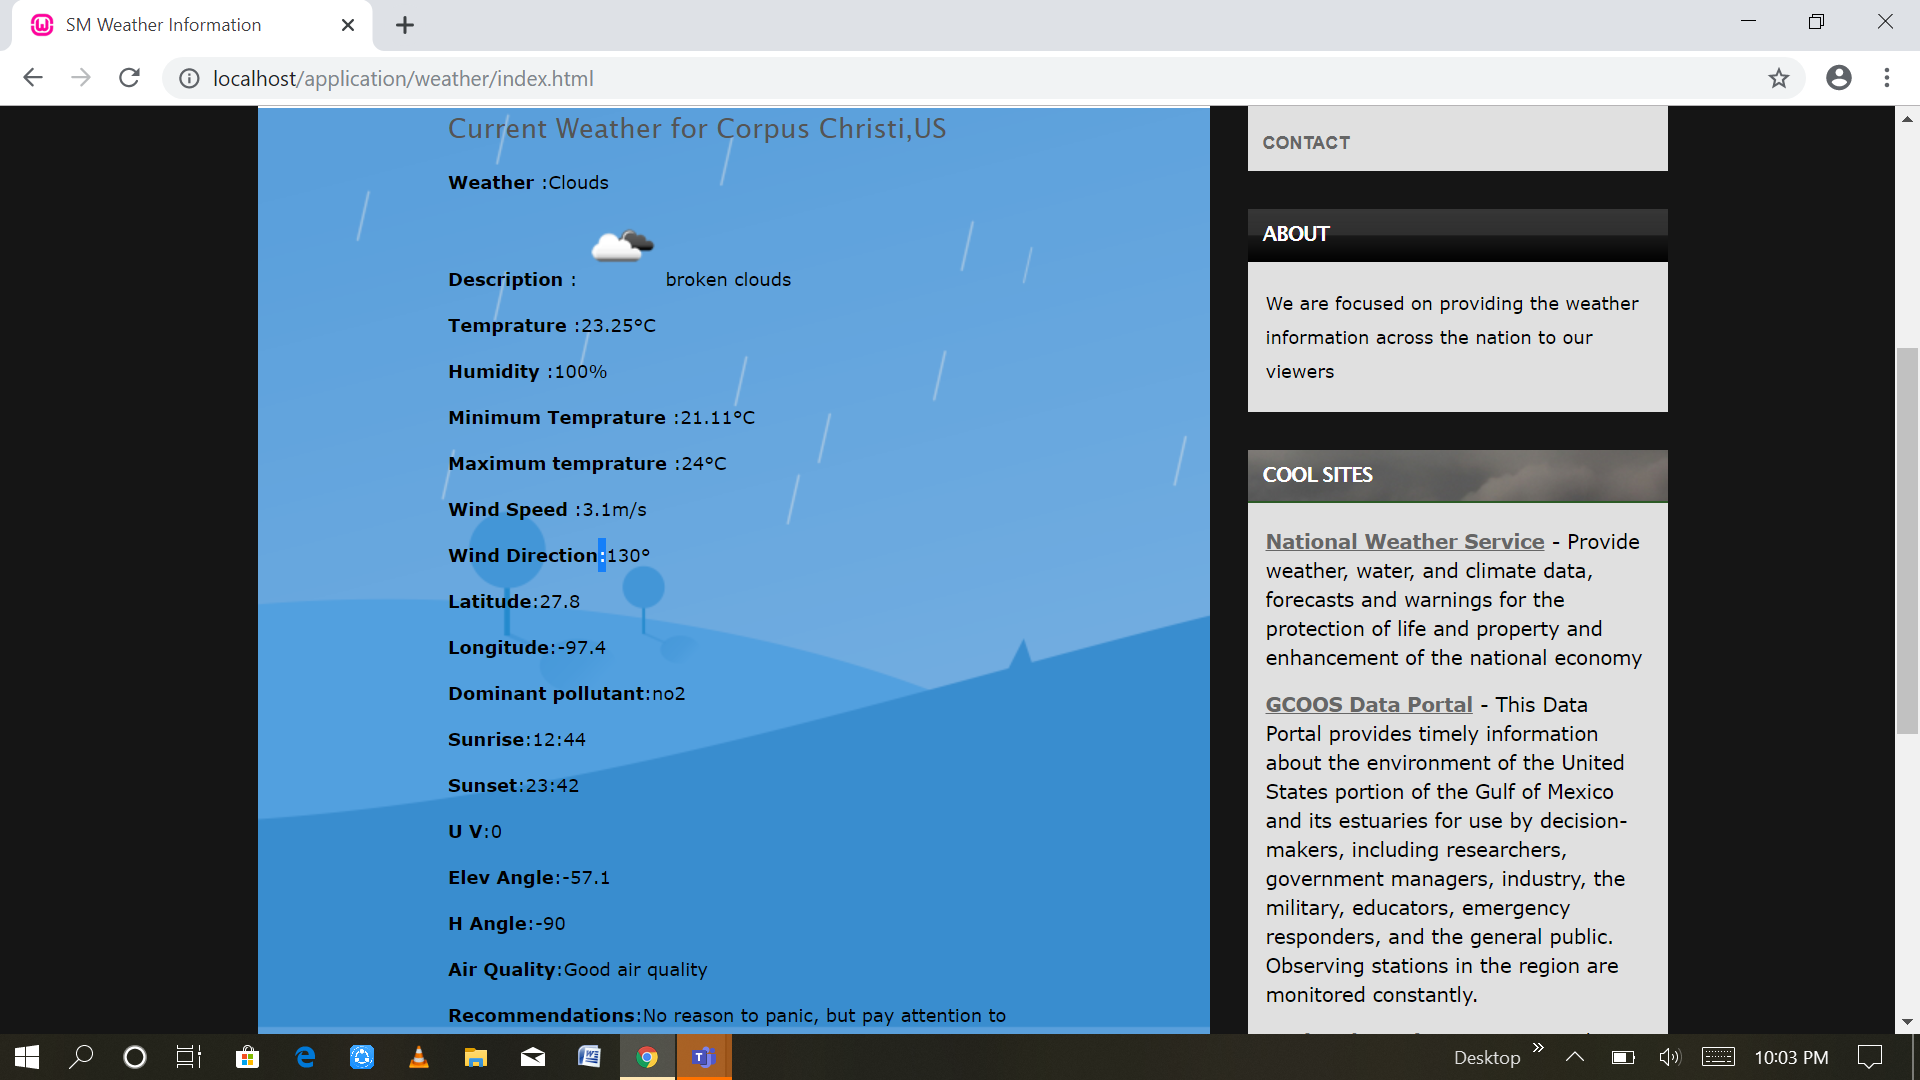 SM Weather Information
localhost/application/weather/index.html
Current Weather for Corpus Christi,US
Weather :Clouds
Description : broken clouds
Temprature :23.25°C
Humidity :100%
Minimum Temprature :21.11°C
Maximum temprature :24°C
Wind Speed :3.1m/s
Wind Direction:130°
Latitude:27.8
Longitude:-97.4
Dominant pollutant:no2
Sunrise:12:44
Sunset:23:42
U V:0
Elev Angle:-57.1
H Angle:-90
Air Quality:Good air quality
Recommendations:No reason to panic, but pay attention to
CONTACT
ABOUT
We are focused on providing the weather
information across the nation to our
viewers
COOL SITES
National Weather Service - Provide
weather, water, and climate data,
forecasts and warnings for the
protection of life and property and
enhancement of the national economy
GCOOS Data Portal - This Data
Portal provides timely information
about the environment of the United
States portion of the Gulf of Mexico
and its estuaries for use by decision-
makers, including researchers,
government managers, industry, the
military, educators, emergency
responders, and the general public.
Observing stations in the region are
monitored constantly.
Desktop
10:03 PM